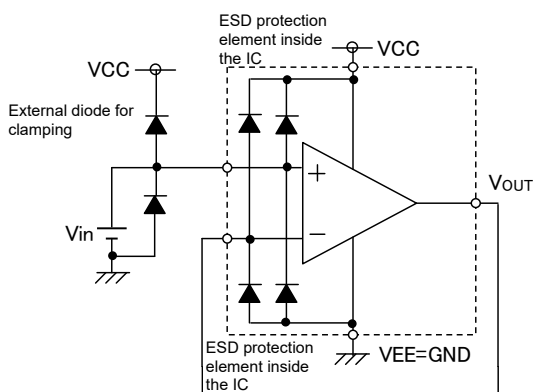 ESD protection
element inside
the IC
VCC
VCC
External diode for
clamping
+
VOUT
Vin
−
ESD protection
element inside
the IC
VEE=GND